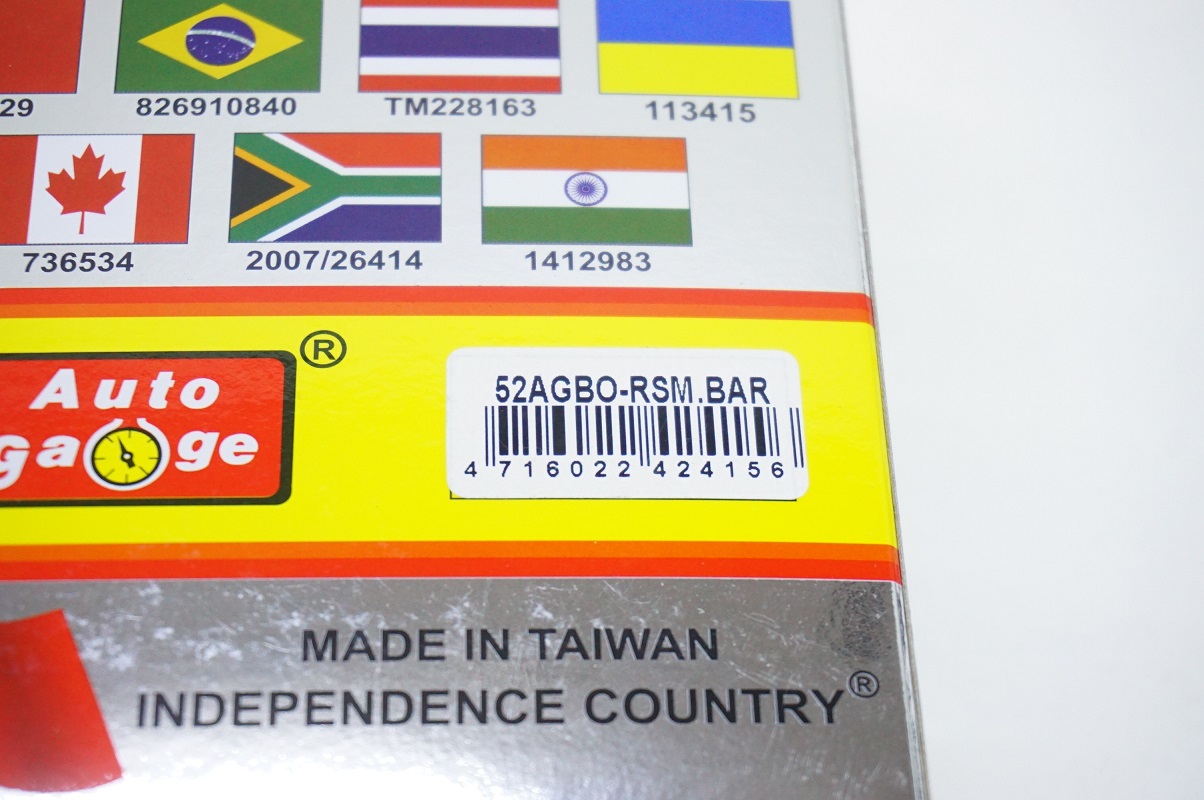 29 826910840 TM228163 113415
736534 2007/26414 1412983
®
Auto
gauge
52AGBO-RSM.BAR
4 716022 424156
MADE IN TAIWAN
INDEPENDENCE COUNTRY®